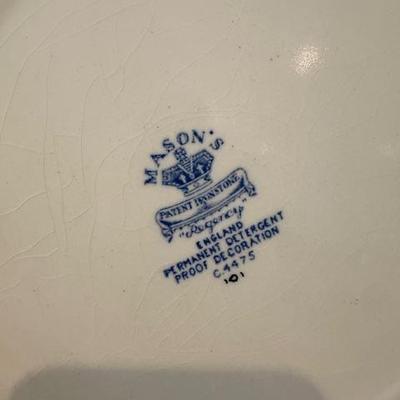 MASON'S
PATENT IRONSTONE
"Regency"
ENGLAND
PERMANENT DETERGENT
PROOF DECORATION
C.4475
101